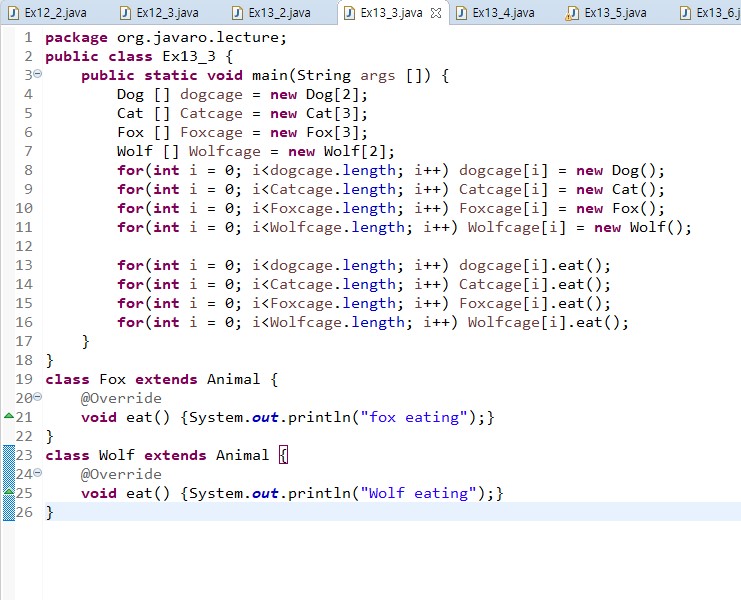 Ex12_2.java Ex12_3.java Ex13_2.java Ex13_3.java Ex13_4.java Ex13_5.java Ex13_6.j
1 package org.javaro.lecture;
2 public class Ex13_3 {
3 public static void main(String args []) {
4 Dog [] dogcage = new Dog[2];
5 Cat [] Catcage = new Cat[3];
6 Fox [] Foxcage = new Fox[3];
7 Wolf [] Wolfcage = new Wolf[2];
8 for(int i = 0; i<dogcage.length; i++) dogcage[i] = new Dog();
9 for(int i = 0; i<Catcage.length; i++) Catcage[i] = new Cat();
10 for(int i = 0; i<Foxcage.length; i++) Foxcage[i] = new Fox();
11 for(int i = 0; i<Wolfcage.length; i++) Wolfcage[i] = new Wolf();
12
13 for(int i = 0; i<dogcage.length; i++) dogcage[i].eat();
14 for(int i = 0; i<Catcage.length; i++) Catcage[i].eat();
15 for(int i = 0; i<Foxcage.length; i++) Foxcage[i].eat();
16 for(int i = 0; i<Wolfcage.length; i++) Wolfcage[i].eat();
17 }
18 }
19 class Fox extends Animal {
20 @Override
21 void eat() {System.out.println("fox eating");}
22 }
23 class Wolf extends Animal {
24 @Override
25 void eat() {System.out.println("Wolf eating");}
26 }